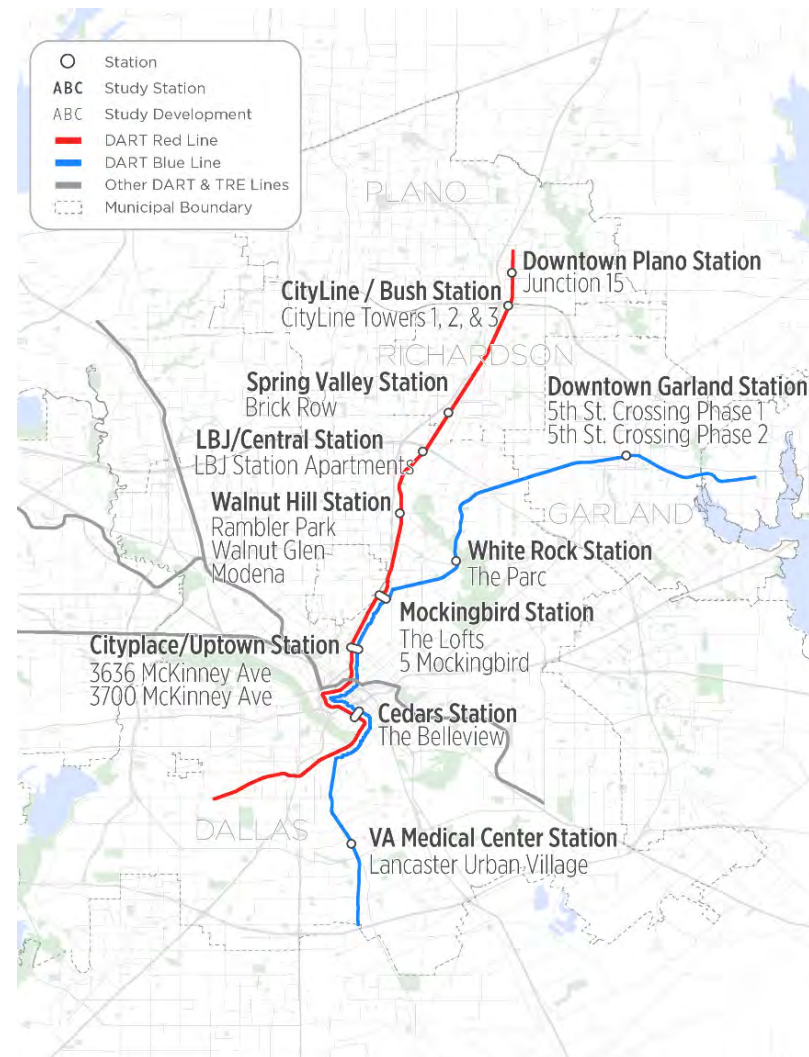 Station
ABC Study Station
ABC Study Development
DART Red Line
DART Blue Line
Other DART & TRE Lines
Municipal Boundary
PLANO
Downtown Plano Station
Junction 15
CityLine / Bush Station
CityLine Towers 1, 2, & 3
RICHARDSON
Spring Valley Station
Brick Row
Downtown Garland Station
5th St. Crossing Phase 1
5th St. Crossing Phase 2
LBJ/Central Station
LBJ Station Apartments
Walnut Hill Station
Rambler Park
Walnut Glen
Modena
GARLAND
White Rock Station
The Parc
Mockingbird Station
The Lofts
5 Mockingbird
Cityplace/Uptown Station
3636 McKinney Ave
3700 McKinney Ave
Cedars Station
The Belleview
DALLAS
VA Medical Center Station
Lancaster Urban Village